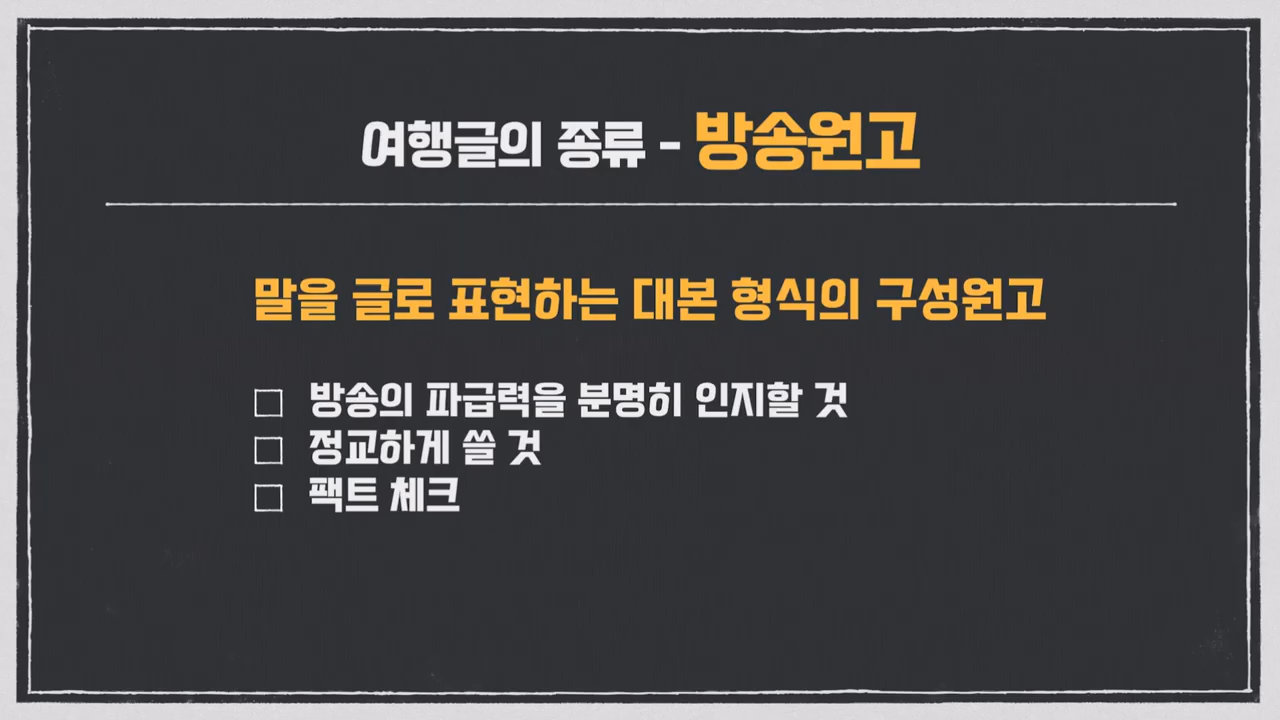 여행글의 종류 - 방송원고
말을 글로 표현하는 대본 형식의 구성원고
□ 방송의 파급력을 분명히 인지할 것
□ 정교하게 쓸 것
□ 팩트 체크